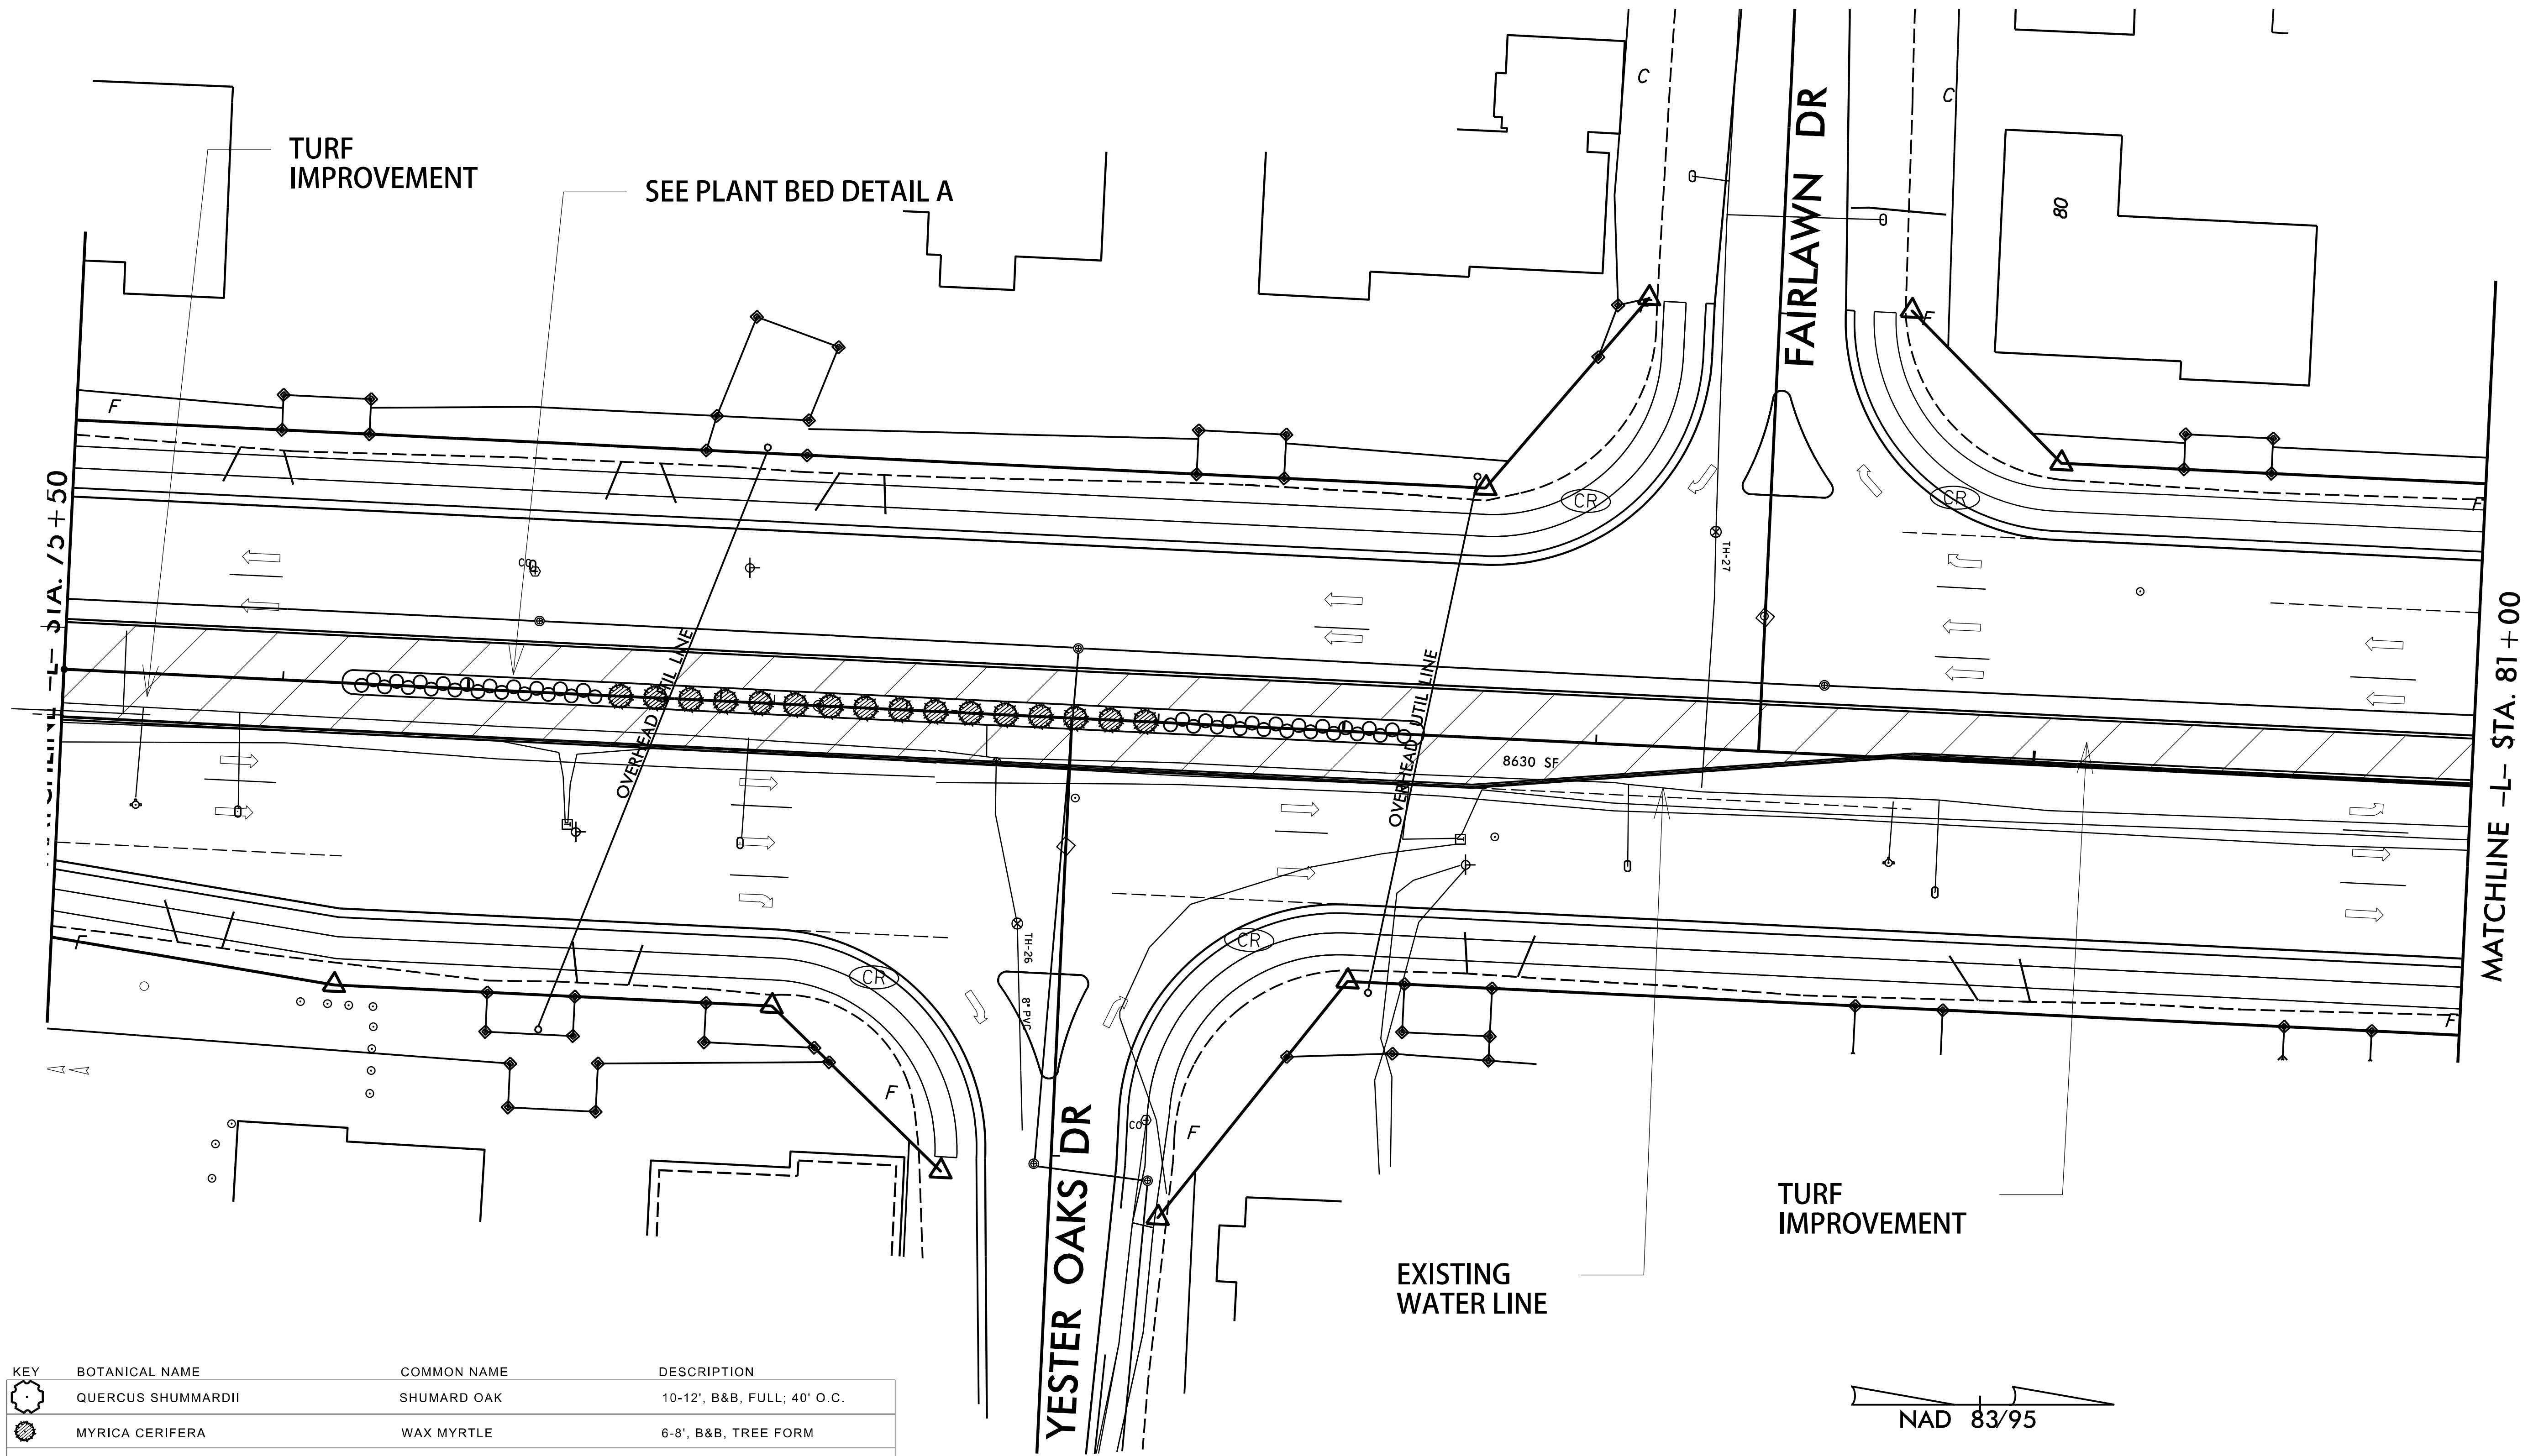 TURF
IMPROVEMENT
SEE PLANT BED DETAIL A
C
C
FAIRLAWN DR
80
F
F
F
CR
CR
TH-27
CO
OVERHEAD UTIL LINE
OVERHEAD UTIL LINE
STA. 75+50
MATCHLINE -L- STA. 81+00
8630 SF
F
F
F
F
CR
CR
TH-26
8" PVC
CO
YESTER OAKS DR
TURF
IMPROVEMENT
EXISTING
WATER LINE
KEY BOTANICAL NAME COMMON NAME DESCRIPTION
QUERCUS SHUMMARDII SHUMARD OAK 10-12', B&B, FULL; 40' O.C.
MYRICA CERIFERA WAX MYRTLE 6-8', B&B, TREE FORM
NAD 83/95